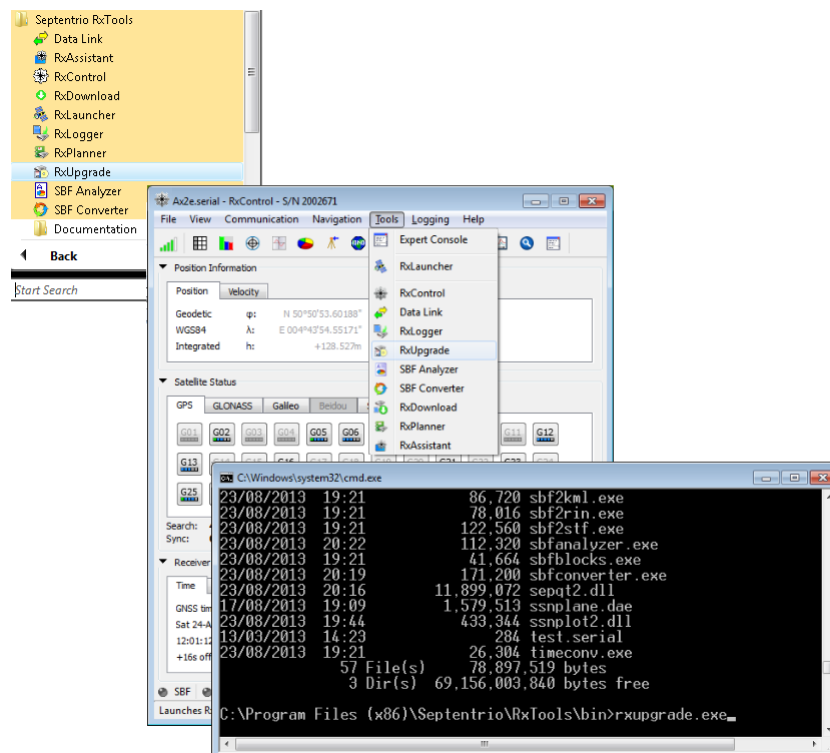 Septentrio RxTools
Data Link
RxAssistant
RxControl
RxDownload
RxLauncher
RxLogger
RxPlanner
RxUpgrade
SBF Analyzer
SBF Converter
Documentation
Back
Start Search
Ax2e.serial - RxControl - S/N 2002671
File View Communication Navigation Tools Logging Help
Expert Console
RxLauncher
RxControl
Data Link
RxLogger
RxUpgrade
SBF Analyzer
SBF Converter
RxDownload
RxPlanner
RxAssistant
Position Information
Position Velocity
Geodetic φ: N 50°50'53.60188"
WGS84 λ: E 004°43'54.55171"
Integrated h: +128.527m
Satellite Status
GPS GLONASS Galileo Beidou
G01 G02 G03 G04 G05 G06 G11 G12
G13
G25
Search:
Sync:
Receiver
Time
GNSS tim
Sat 24-A
12:01:1
+16s off
SBF
Launches R
C:\Windows\system32\cmd.exe
23/08/2013 19:21 86,720 sbf2kml.exe
23/08/2013 19:21 78,016 sbf2rin.exe
23/08/2013 19:21 122,560 sbf2stf.exe
23/08/2013 20:22 112,320 sbfanalyzer.exe
23/08/2013 19:21 41,664 sbfblocks.exe
23/08/2013 20:19 171,200 sbfconverter.exe
23/08/2013 20:16 11,899,072 sepqt2.dll
17/08/2013 19:09 1,579,513 ssnplane.dae
23/08/2013 19:44 433,344 ssnplot2.dll
13/03/2013 14:23 284 test.serial
23/08/2013 19:21 26,304 timeconv.exe
57 File(s) 78,897,519 bytes
3 Dir(s) 69,156,003,840 bytes free
C:\Program Files (x86)\Septentrio\RxTools\bin>rxupgrade.exe_